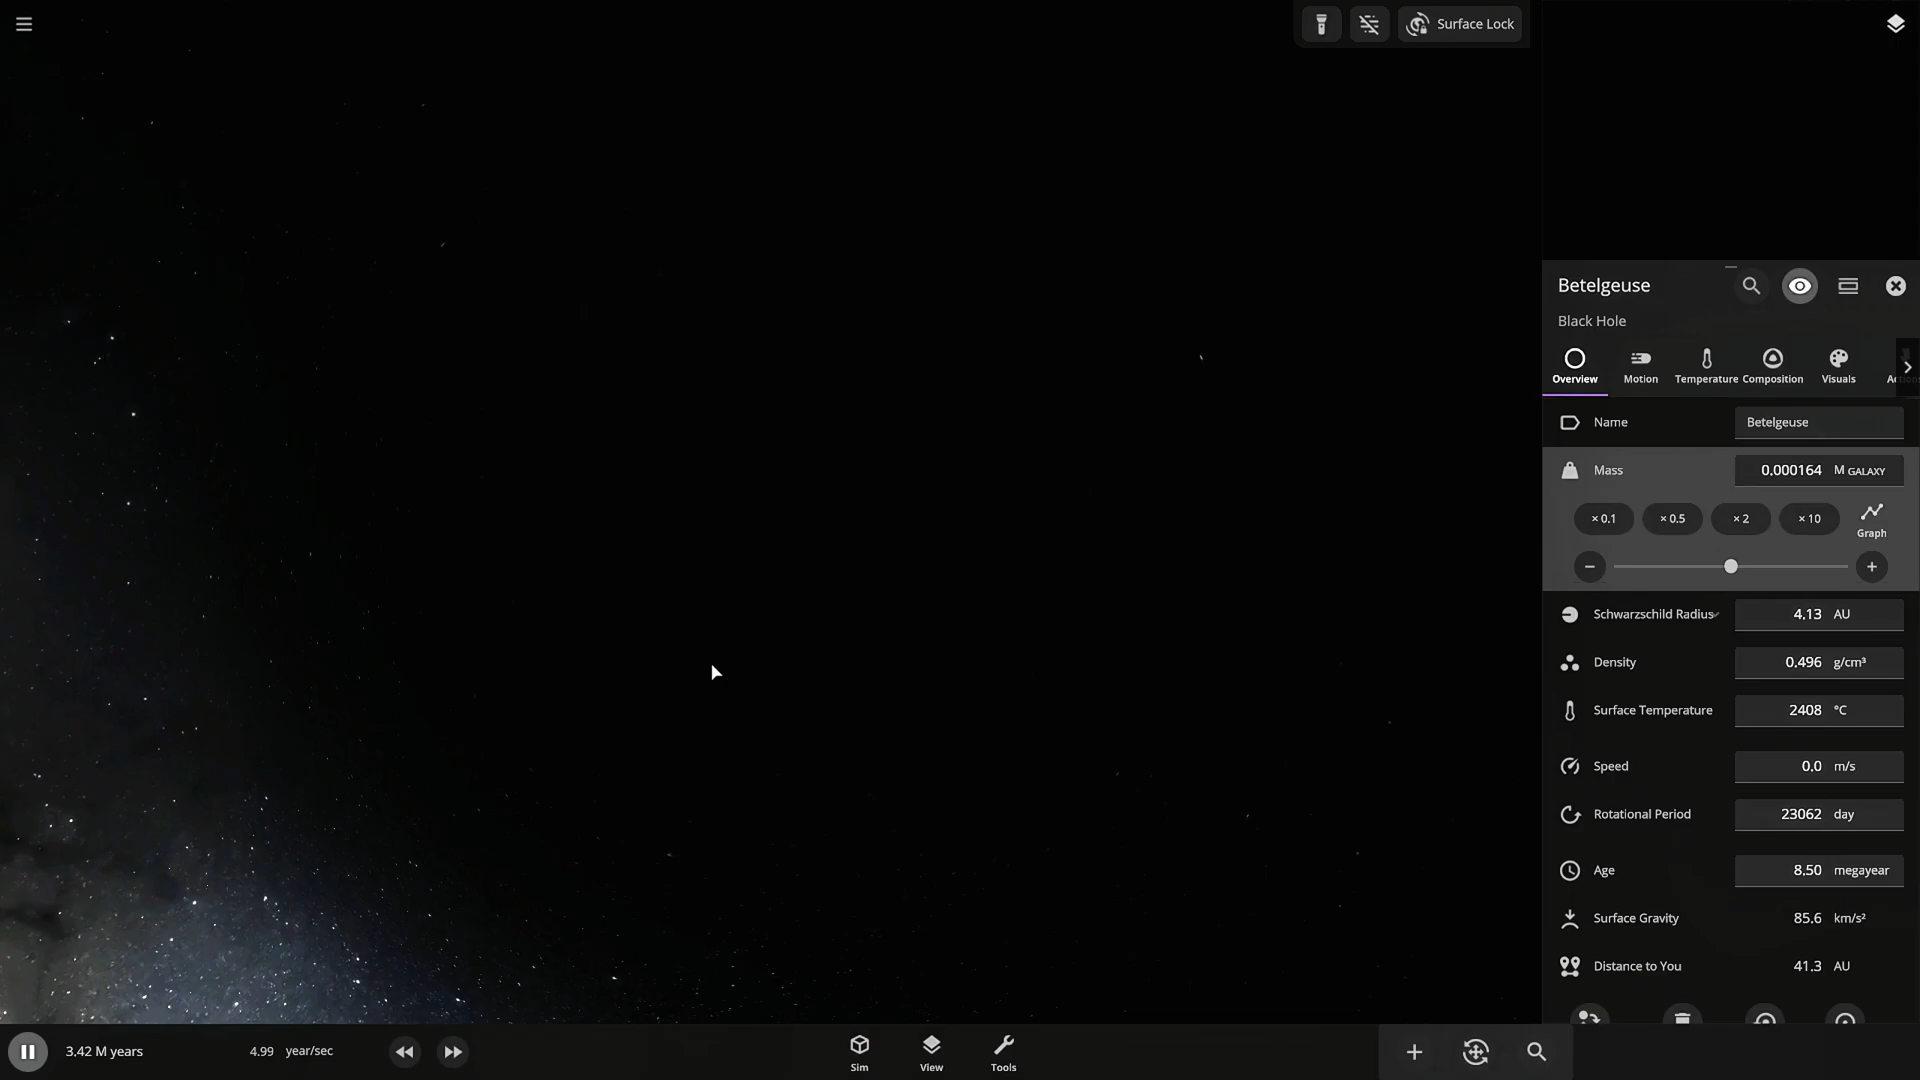 Surface Lock
Betelgeuse
Black Hole
Overview
Motion
Temperature
Composition
Visuals
Name
Betelgeuse
Mass
0.000164 M GALAXY
× 0.1
× 0.5
× 2
× 10
Graph
Schwarzschild Radius
4.13 AU
Density
0.496 g/cm³
Surface Temperature
2408 °C
Speed
0.0 m/s
Rotational Period
23062 day
Age
8.50 megayear
Surface Gravity
85.6 km/s²
Distance to You
41.3 AU
3.42 M years
4.99 year/sec
Sim
View
Tools